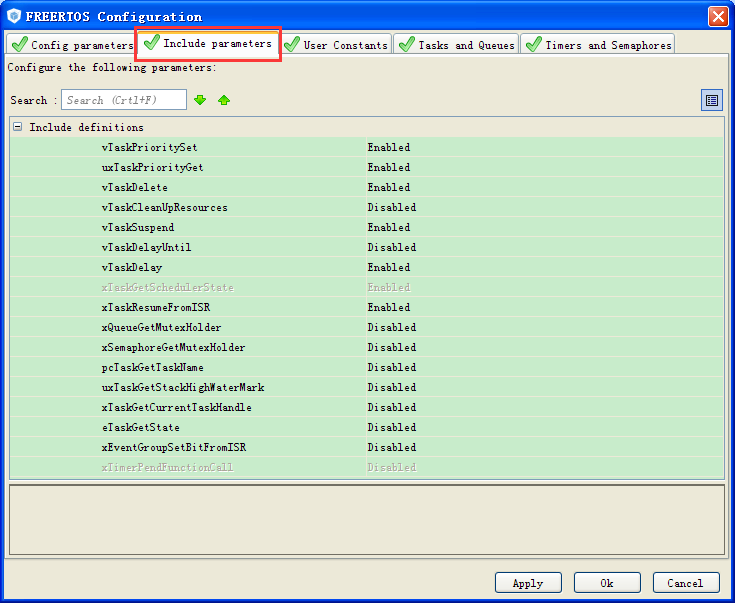 FREERTOS Configuration
Config parameters Include parameters User Constants Tasks and Queues Timers and Semaphores
Configure the following parameters:
Search : Search (Crtl+F)
Include definitions
vTaskPrioritySet Enabled
uxTaskPriorityGet Enabled
vTaskDelete Enabled
vTaskCleanUpResources Disabled
vTaskSuspend Enabled
vTaskDelayUntil Disabled
vTaskDelay Enabled
xTaskGetSchedulerState Enabled
xTaskResumeFromISR Enabled
xQueueGetMutexHolder Disabled
xSemaphoreGetMutexHolder Disabled
pcTaskGetTaskName Disabled
uxTaskGetStackHighWaterMark Disabled
xTaskGetCurrentTaskHandle Disabled
eTaskGetState Disabled
xEventGroupSetBitFromISR Disabled
xTimerPendFunctionCall Disabled
Apply Ok Cancel